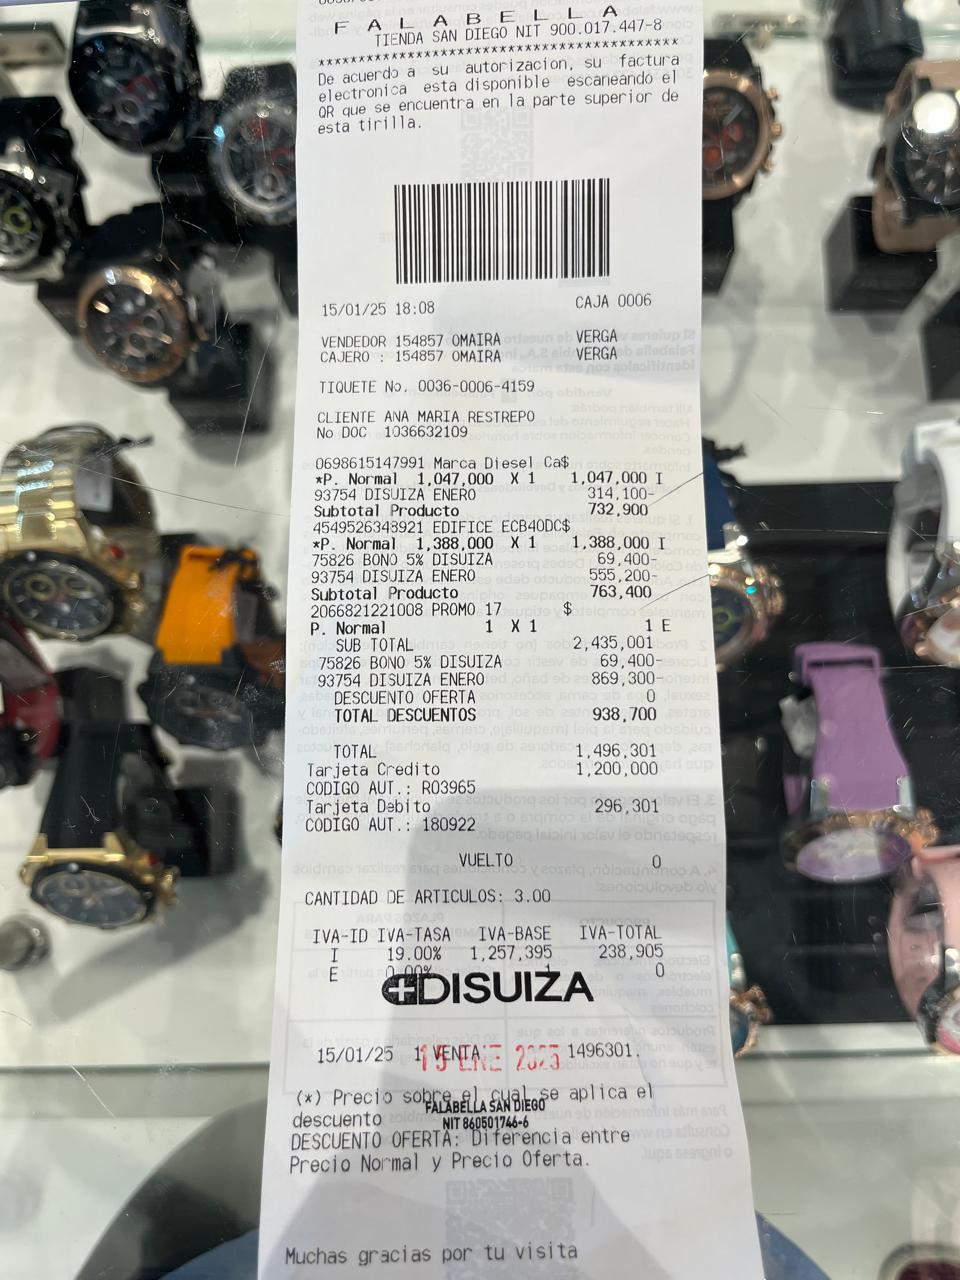 FALABELLA
TIENDA SAN DIEGO NIT 900.017.447-8
****************************************
De acuerdo a su autorizacion, su factura
electronica esta disponible escaneando el
QR que se encuentra en la parte superior de
esta tirilla.
15/01/25 18:08 CAJA 0006
VENDEDOR 154857 OMAIRA VERGA
CAJERO : 154857 OMAIRA VERGA
TIQUETE No. 0036-0006-4159
CLIENTE ANA MARIA RESTREPO
No DOC 1036632109
0698615147991 Marca Diesel Ca$
*P. Normal 1,047,000 X 1 1,047,000 I
93754 DISUIZA ENERO 314,100-
Subtotal Producto 732,900
4549526343921 EDIFICE ECB40DC$
*P. Normal 1,388,000 X 1 1,388,000 I
75826 BONO 5% DISUIZA 69,400-
93754 DISUIZA ENERO 555,200-
Subtotal Producto 763,400
2066821221008 PROMO 17 $
P. Normal 1 X 1 1 E
SUB TOTAL 2,435,001
75826 BONO 5% DISUIZA 69,400-
93754 DISUIZA ENERO 869,300-
DESCUENTO OFERTA 0
TOTAL DESCUENTOS 938,700
TOTAL 1,496,301
Tarjeta Credito 1,200,000
CODIGO AUT.: R03965
Tarjeta Debito 296,301
CODIGO AUT.: 180922
VUELTO 0
CANTIDAD DE ARTICULOS: 3.00
IVA-ID IVA-TASA IVA-BASE IVA-TOTAL
I 19.00% 1,257,395 238,905
E 0.00% 1 0
DISUIZA
15/01/25 1 VENTA 1496301.
15 ENE 2025
(*) Precio sobre el cual se aplica el
descuento
FALABELLA SAN DIEGO
NIT 860501746-6
DESCUENTO OFERTA: Diferencia entre
Precio Normal y Precio Oferta.
Muchas gracias por tu visita